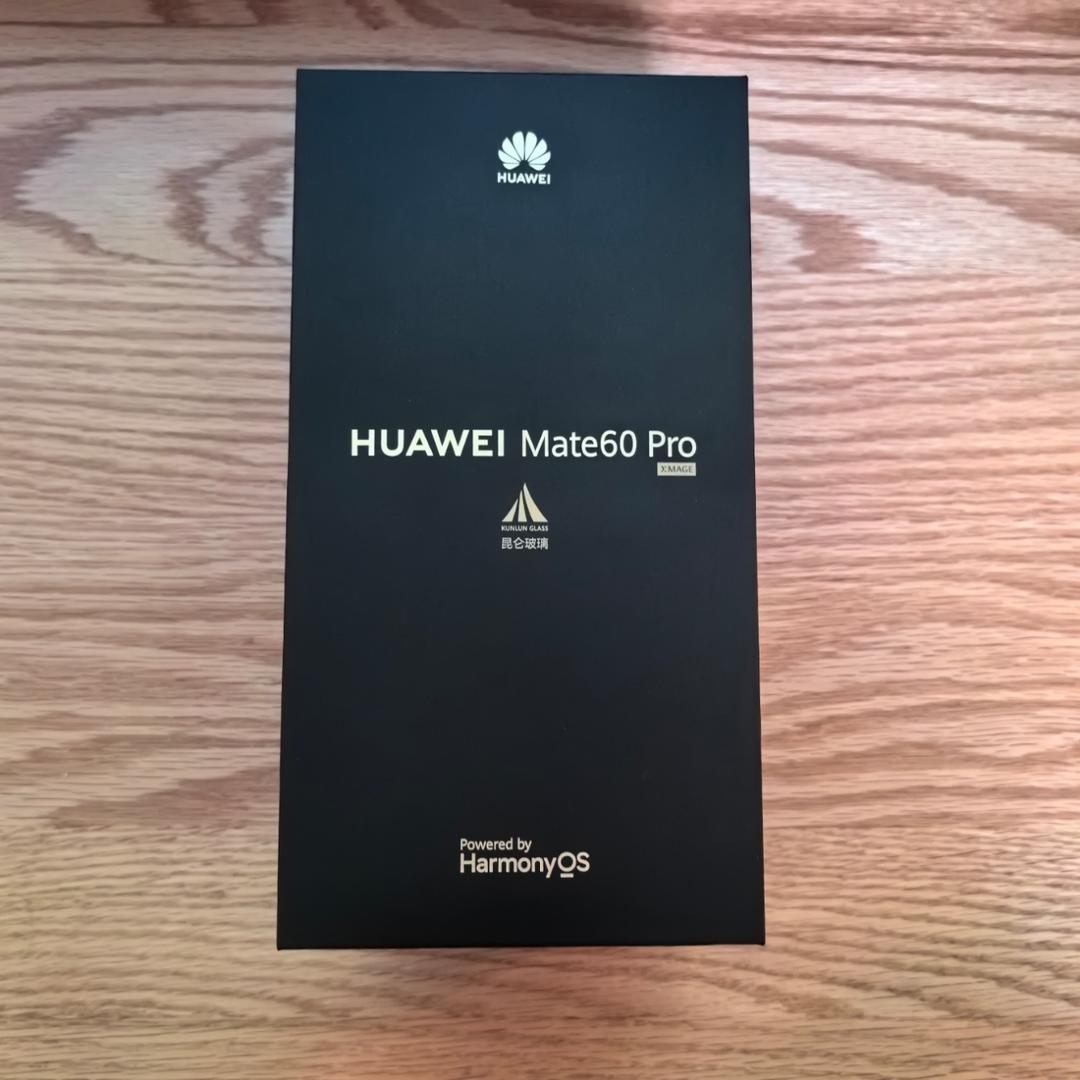 HUAWEI
HUAWEI Mate60 Pro
XMAGE
KUNLUN GLASS
昆仑玻璃
Powered by
HarmonyOS